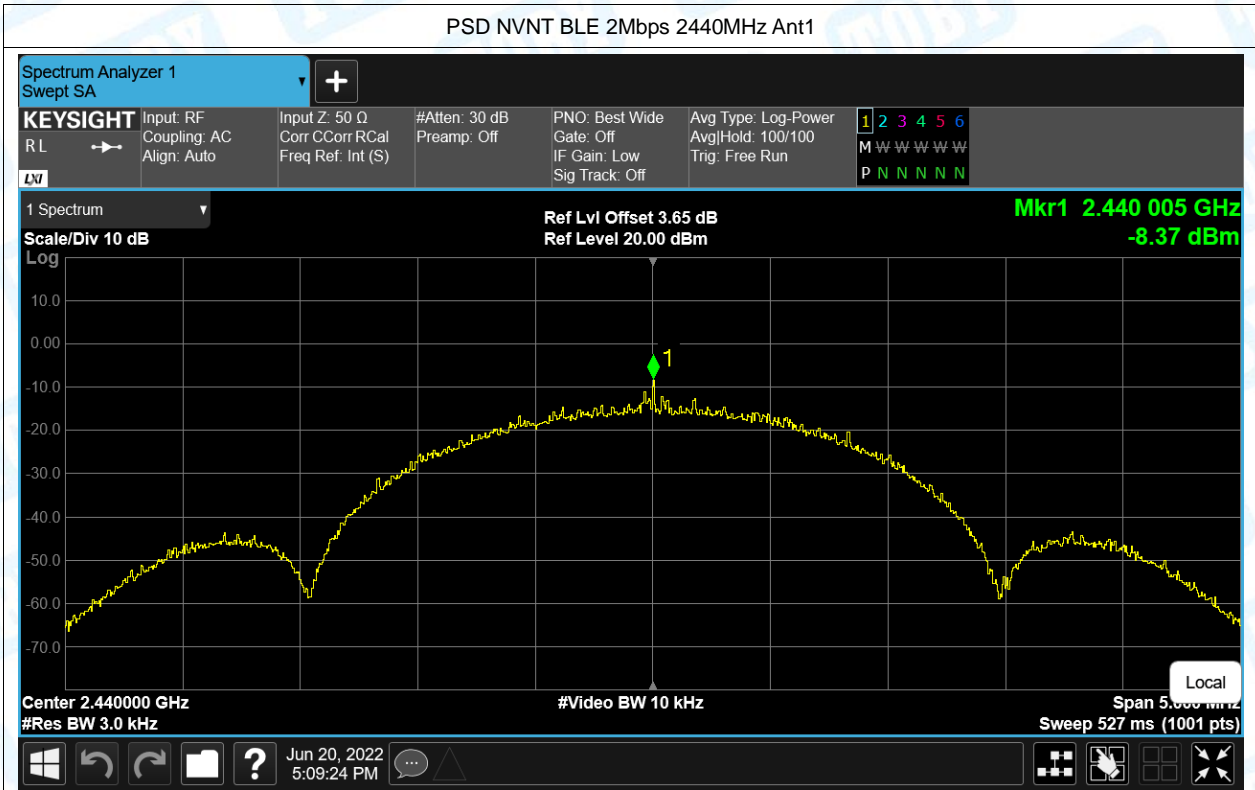 PSD NVNT BLE 2Mbps 2440MHz Ant1
Spectrum Analyzer 1
Swept SA
KEYSIGHT
R L
LXI
Input: RF
Coupling: AC
Align: Auto
Input Z: 50 Ω
Corr CCorr RCal
Freq Ref: Int (S)
#Atten: 30 dB
Preamp: Off
PNO: Best Wide
Gate: Off
IF Gain: Low
Sig Track: Off
Avg Type: Log-Power
Avg|Hold: 100/100
Trig: Free Run
1 2 3 4 5 6
M W W W W W W
P N N N N N N
1 Spectrum
Scale/Div 10 dB
Ref Lvl Offset 3.65 dB
Ref Level 20.00 dBm
Mkr1 2.440 005 GHz
-8.37 dBm
Log
10.0
0.00
-10.0
-20.0
-30.0
-40.0
-50.0
-60.0
-70.0
1
Local
Center 2.440000 GHz
#Res BW 3.0 kHz
#Video BW 10 kHz
Span 5.000 MHz
Sweep 527 ms (1001 pts)
?
Jun 20, 2022
5:09:24 PM